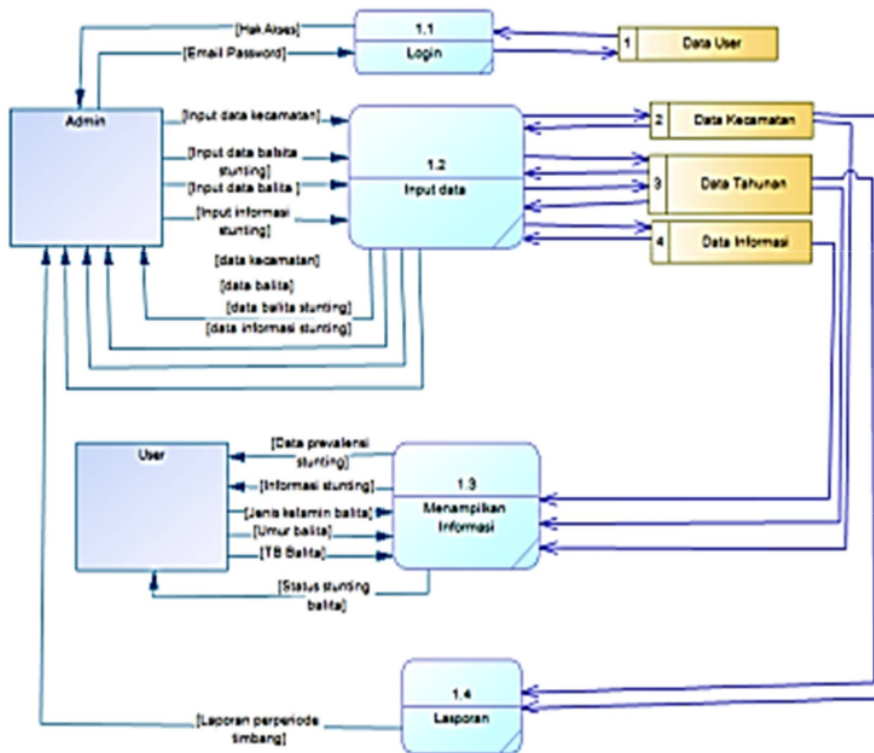 [Hak Akses]
[Email Password]
1.1
Login
1
Data User
Admin
[Input data kecamatan]
[Input data balsita
stunting]
[Input data balita ]
[Input informasi
stunting]
1.2
Input data
2
Data Kecamatan
3
Data Tahunan
4
Data Informasi
[data kecamatan]
[data balita]
[data balita stunting]
[data informasi stunting]
User
[Data prevalensi
stunting]
[Informasi stunting]
[Jenis kelamin balita]
[Umur balita]
[TB Balita]
[Status stunting
balita]
1.3
Menampilkan
Informasi
1.4
Lasporan
[Laporan perperiode
timbang]